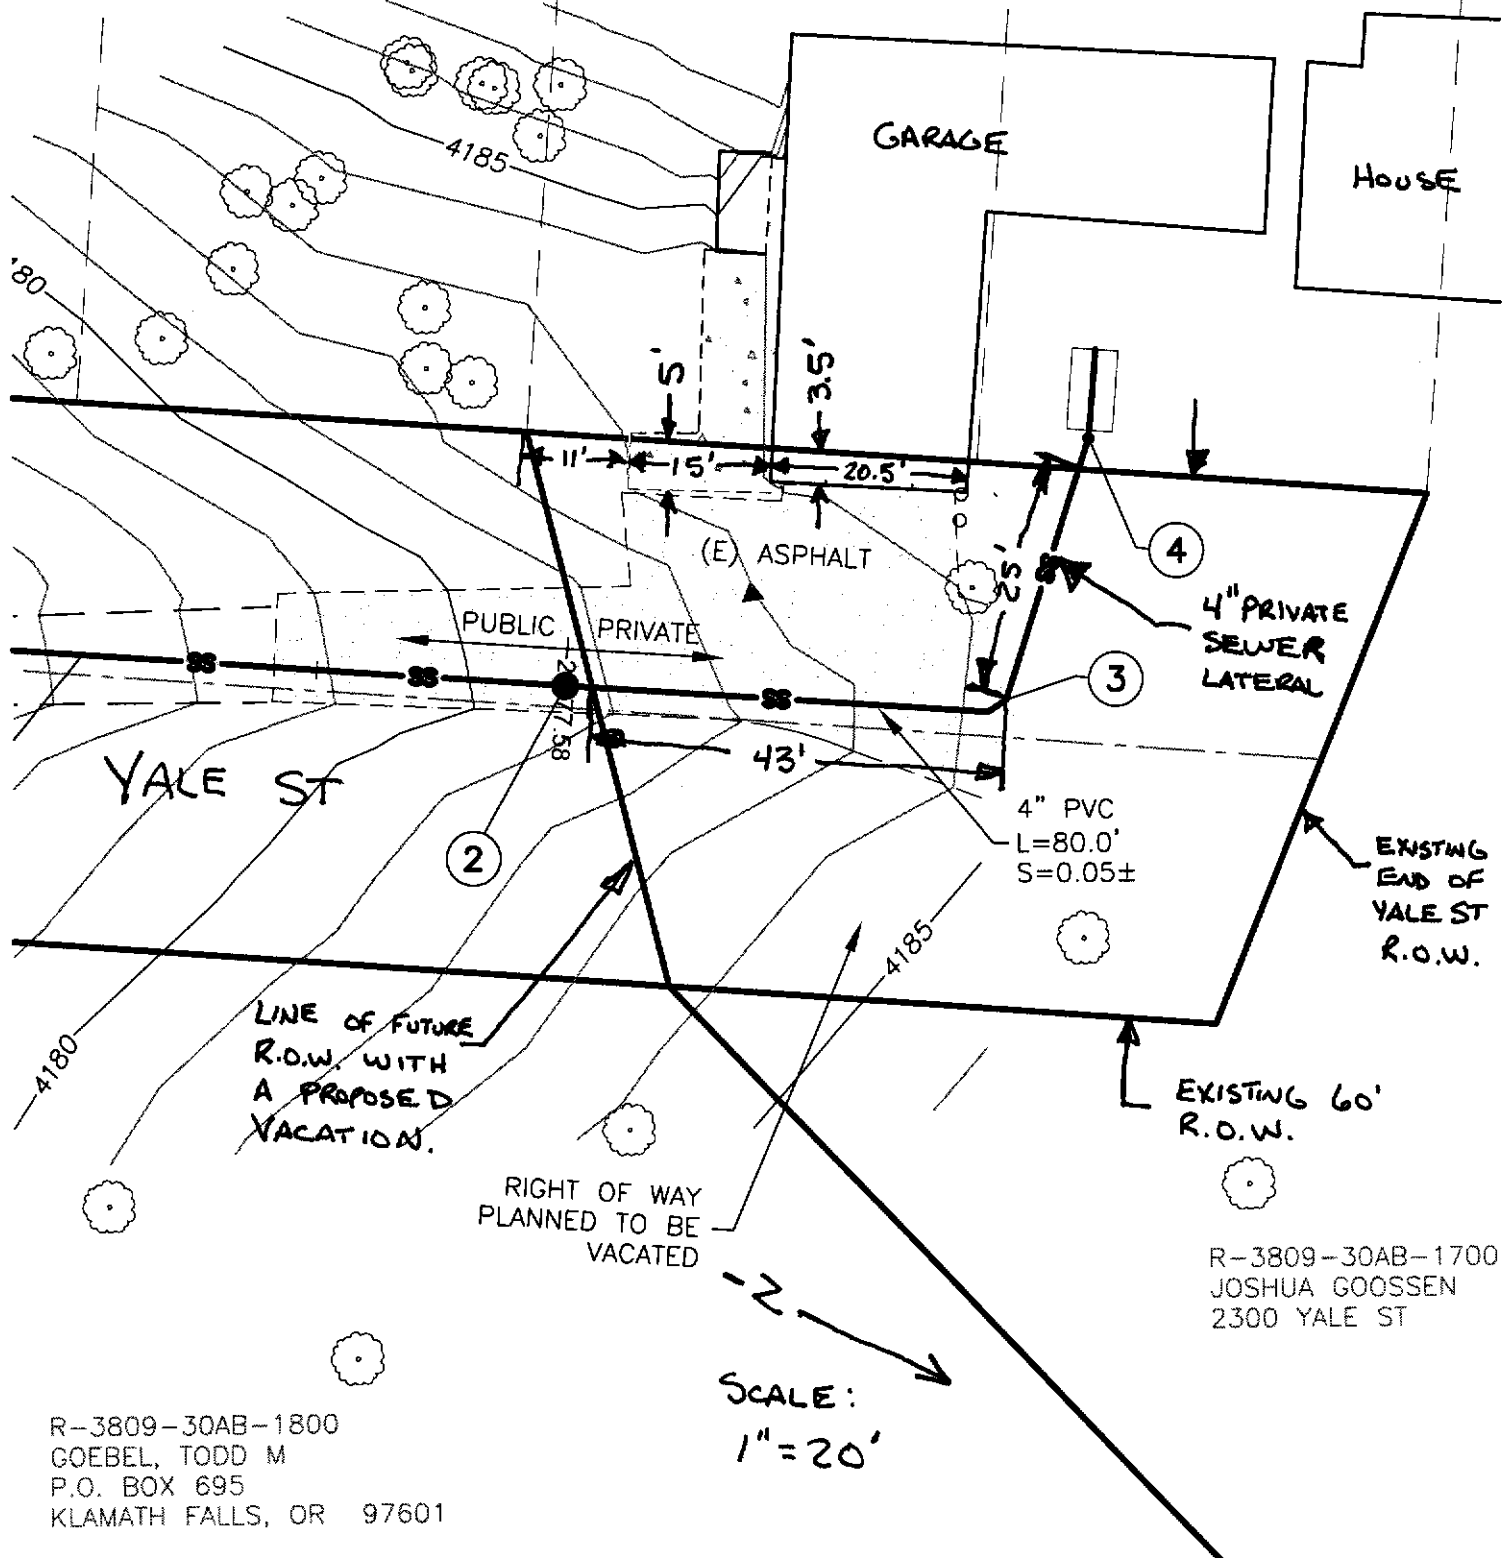 GARAGE
HOUSE
4185
'80
5'
3.5'
11'
15'
20.5'
(E) ASPHALT
25'
4
4" PRIVATE
SEWER
LATERAL
SS
PUBLIC
PRIVATE
SS
SS
SS
3
77.58
43'
YALE ST
2
4" PVC
L=80.0'
S=0.05±
EXISTING
END OF
YALE ST
R.O.W.
4185
4180
LINE OF FUTURE
R.O.W. WITH
A PROPOSED
VACATION.
EXISTING 60'
R.O.W.
RIGHT OF WAY
PLANNED TO BE
VACATED
R-3809-30AB-1700
JOSHUA GOOSSEN
2300 YALE ST
N
SCALE:
1"=20'
R-3809-30AB-1800
GOEBEL, TODD M
P.O. BOX 695
KLAMATH FALLS, OR 97601